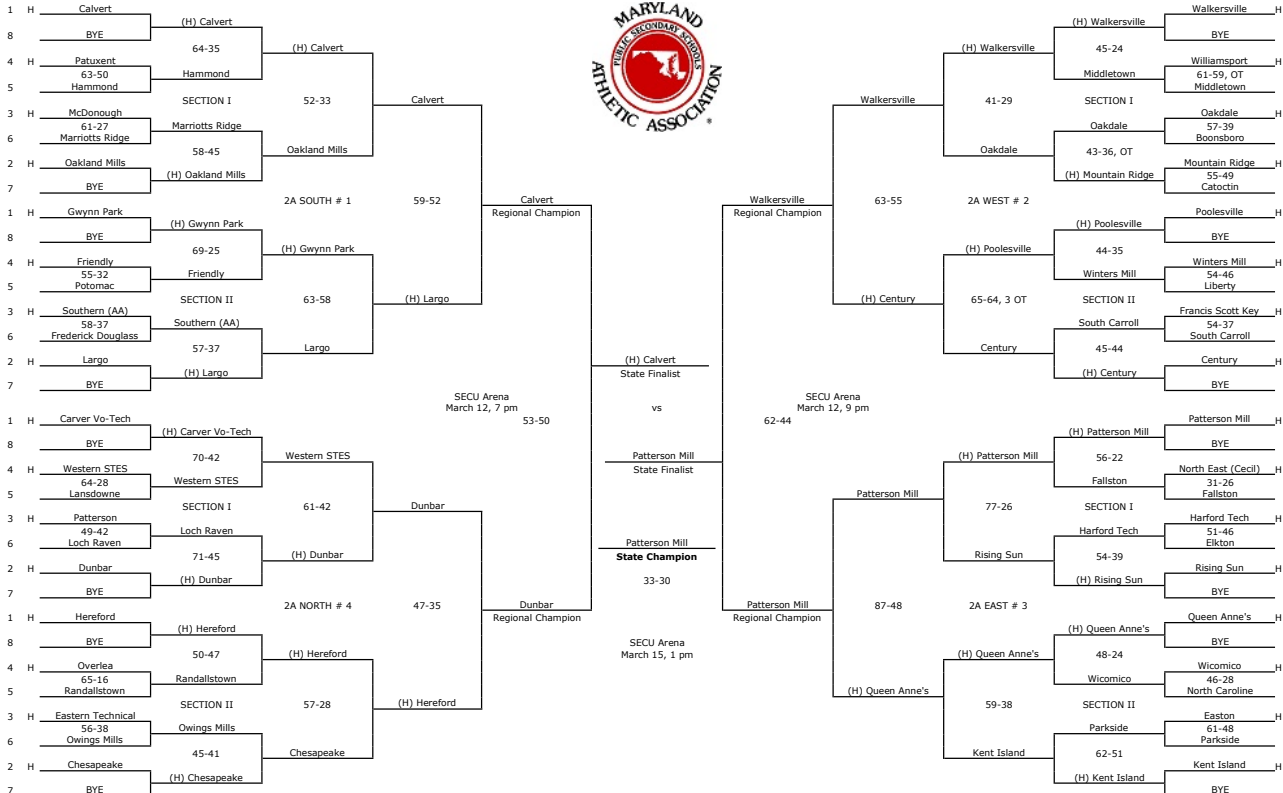 MARYLAND
PUBLIC SECONDARY SCHOOLS
ATHLETIC ASSOCIATION
1 H Calvert
8 BYE
(H) Calvert
64-35
4 H Patuxent
63-50
5 Hammond
Hammond
(H) Calvert
SECTION I
52-33
3 H McDonough
61-27
6 Marriotts Ridge
Marriotts Ridge
58-45
2 H Oakland Mills
7 BYE
(H) Oakland Mills
Oakland Mills
Calvert
2A SOUTH # 1
59-52
1 H Gwynn Park
8 BYE
(H) Gwynn Park
69-25
4 H Friendly
55-32
5 Potomac
Friendly
(H) Gwynn Park
SECTION II
63-58
3 H Southern (AA)
58-37
6 Frederick Douglass
Southern (AA)
57-37
2 H Largo
7 BYE
(H) Largo
Largo
(H) Largo
Calvert
Regional Champion
SECU Arena
March 12, 7 pm
53-50
1 H Carver Vo-Tech
8 BYE
(H) Carver Vo-Tech
70-42
4 H Western STES
64-28
5 Lansdowne
Western STES
Western STES
SECTION I
61-42
3 H Patterson
49-42
6 Loch Raven
Loch Raven
71-45
2 H Dunbar
7 BYE
(H) Dunbar
(H) Dunbar
Dunbar
2A NORTH # 4
47-35
1 H Hereford
8 BYE
(H) Hereford
50-47
4 H Overlea
65-16
5 Randallstown
Randallstown
(H) Hereford
SECTION II
57-28
3 H Eastern Technical
56-38
6 Owings Mills
Owings Mills
45-41
2 H Chesapeake
7 BYE
(H) Chesapeake
Chesapeake
(H) Hereford
Dunbar
Regional Champion
(H) Calvert
State Finalist
vs
Patterson Mill
State Finalist
Patterson Mill
State Champion
33-30
SECU Arena
March 15, 1 pm
Walkersville H
BYE
(H) Walkersville
45-24
Williamsport H
61-59, OT
Middletown
Middletown
(H) Walkersville
SECTION I
41-29
Oakdale H
57-39
Boonsboro
Oakdale
43-36, OT
Mountain Ridge H
55-49
Catoctin
(H) Mountain Ridge
Oakdale
Walkersville
2A WEST # 2
63-55
Poolesville H
BYE
(H) Poolesville
44-35
Winters Mill H
54-46
Liberty
Winters Mill
(H) Poolesville
SECTION II
65-64, 3 OT
Francis Scott Key H
54-37
South Carroll
South Carroll
45-44
Century H
BYE
(H) Century
Century
(H) Century
Walkersville
Regional Champion
SECU Arena
March 12, 9 pm
62-44
Patterson Mill H
BYE
(H) Patterson Mill
56-22
North East (Cecil) H
31-26
Fallston
Fallston
(H) Patterson Mill
SECTION I
77-26
Harford Tech H
51-46
Elkton
Harford Tech
54-39
Rising Sun H
BYE
(H) Rising Sun
Rising Sun
Patterson Mill
2A EAST # 3
87-48
Queen Anne's H
BYE
(H) Queen Anne's
48-24
Wicomico H
46-28
North Caroline
Wicomico
(H) Queen Anne's
SECTION II
59-38
Easton H
61-48
Parkside
Parkside
62-51
Kent Island H
BYE
(H) Kent Island
Kent Island
(H) Queen Anne's
Patterson Mill
Regional Champion